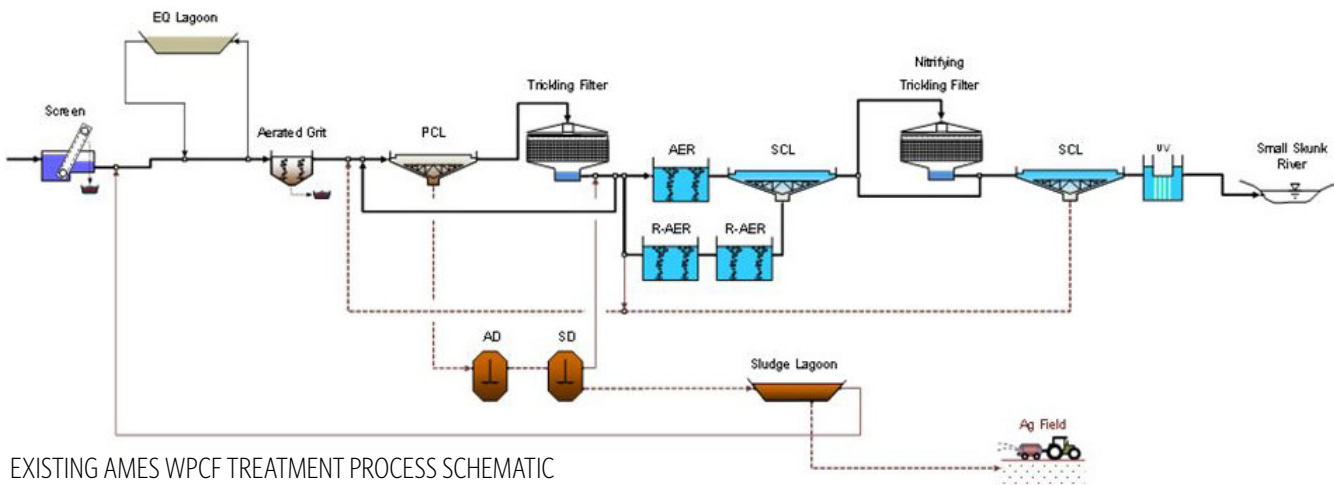 EQ Lagoon
Screen
Aerated Grit
PCL
Trickling Filter
AER
SCL
R-AER
R-AER
Nitrifying
Trickling Filter
SCL
UV
Small Skunk
River
AD
SD
Sludge Lagoon
Ag Field
EXISTING AMES WPCF TREATMENT PROCESS SCHEMATIC